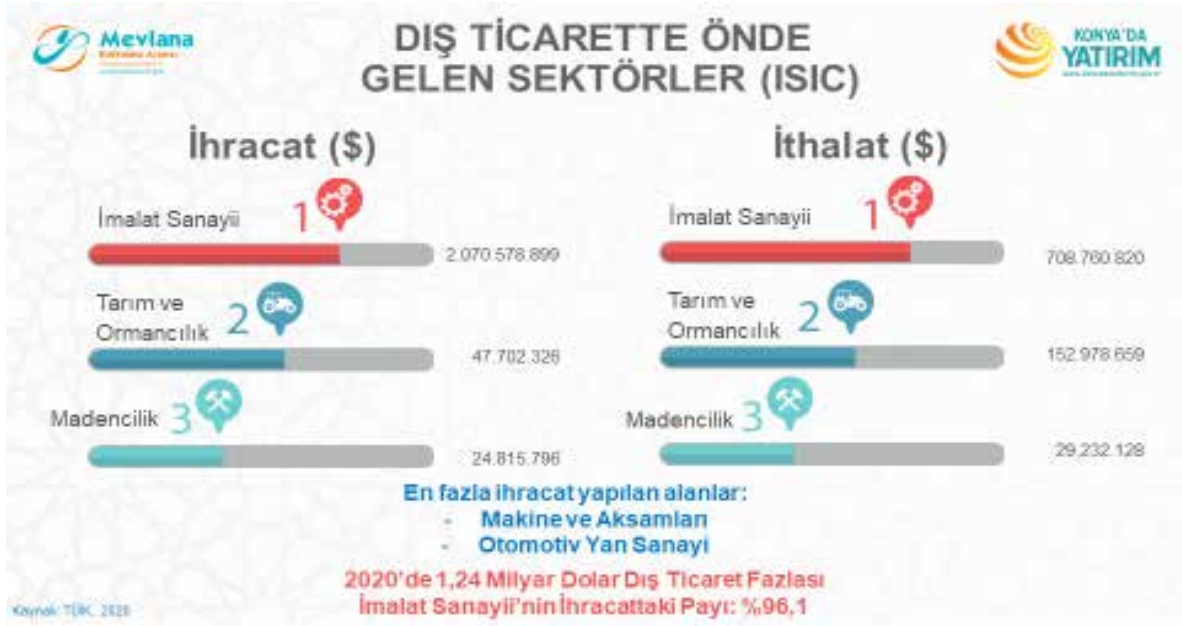 Mevlana
DIŞ TİCARETTE ÖNDE
GELEN SEKTÖRLER (ISIC)
KONYA'DA
YATIRIM
İhracat ($)
İmalat Sanayii 1
2.070.578.899
Tarım ve
Ormancılık 2
47.702.326
Madencilik 3
24.815.796
İthalat ($)
İmalat Sanayii 1
708.760.820
Tarım ve
Ormancılık 2
152.978.659
Madencilik 3
29.232.128
En fazla ihracat yapılan alanlar:
- Makine ve Aksamları
- Otomotiv Yan Sanayi
2020'de 1,24 Milyar Dolar Dış Ticaret Fazlası
İmalat Sanayii'nin İhracattaki Payı: %96,1
Kaynak: TÜİK, 2020